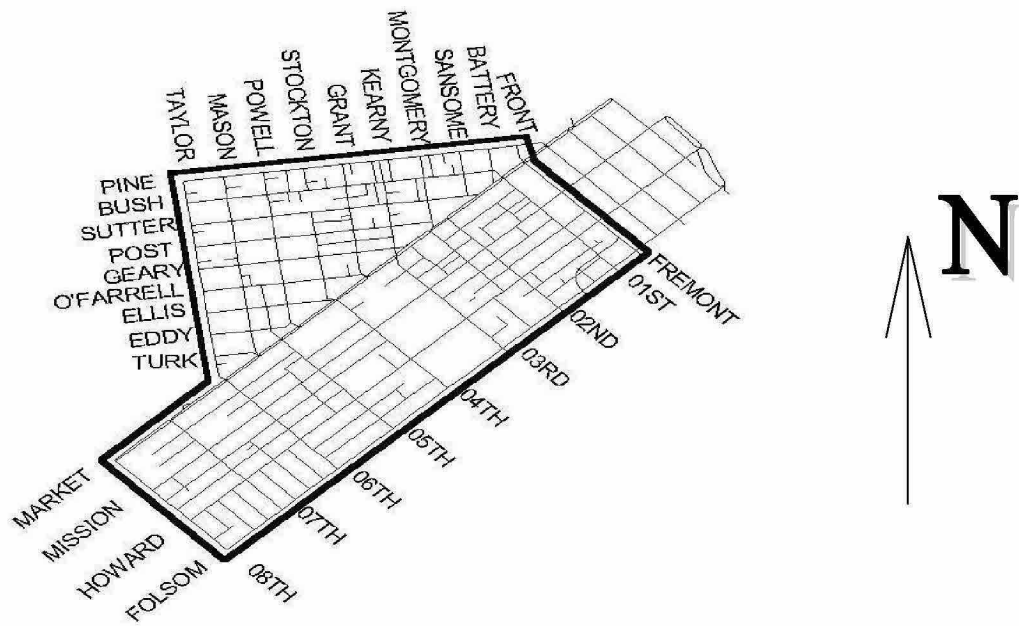 TAYLOR
MASON
POWELL
STOCKTON
GRANT
KEARNY
MONTGOMERY
SANSOME
BATTERY
FRONT
PINE
BUSH
SUTTER
POST
GEARY
O'FARRELL
ELLIS
EDDY
TURK
MARKET
MISSION
HOWARD
FOLSOM
FREMONT
01ST
02ND
03RD
04TH
05TH
06TH
07TH
08TH
N